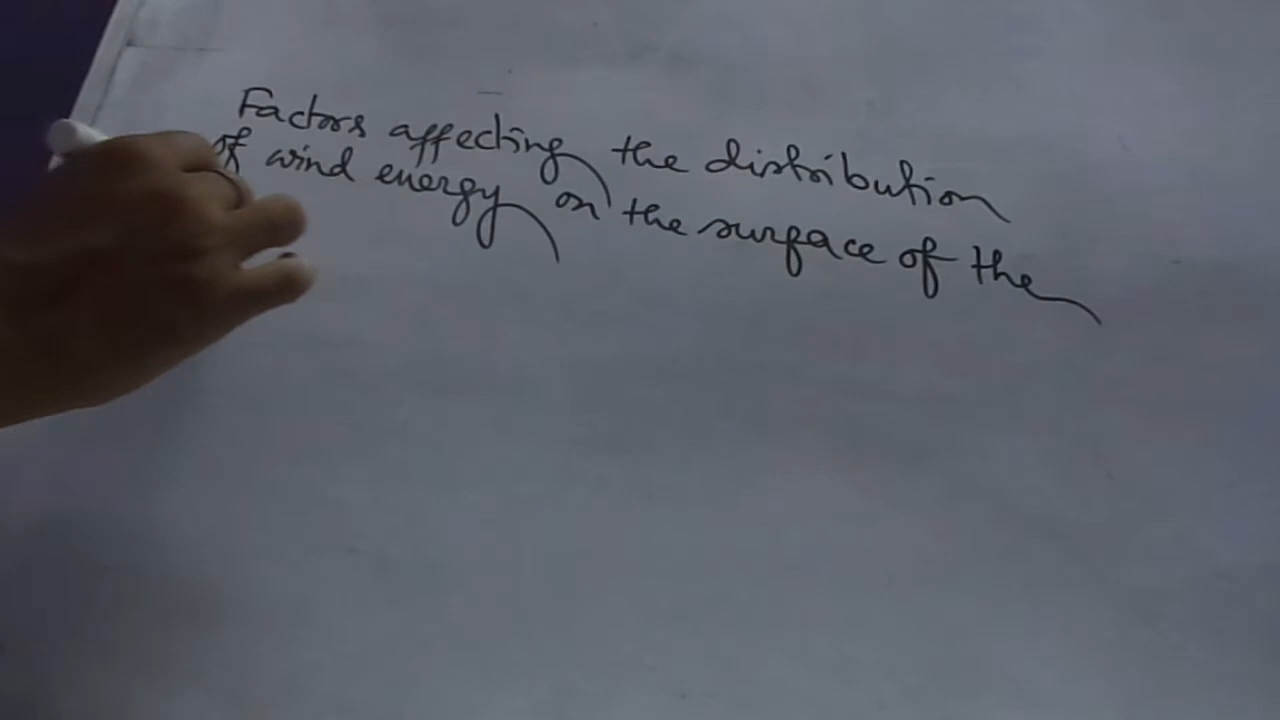 Factors affecting the distribution
of wind energy on the surface of the